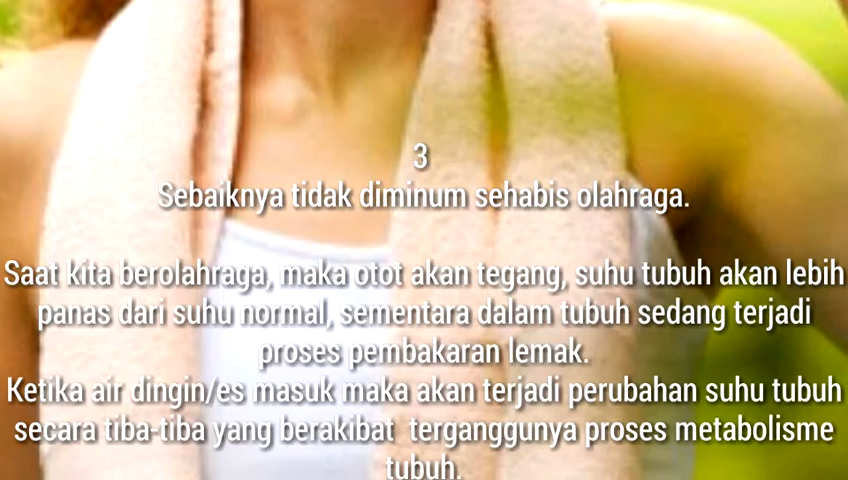 3
Sebaiknya tidak diminum sehabis olahraga.
Saat kita berolahraga, maka otot akan tegang, suhu tubuh akan lebih
panas dari suhu normal, sementara dalam tubuh sedang terjadi
proses pembakaran lemak.
Ketika air dingin/es masuk maka akan terjadi perubahan suhu tubuh
secara tiba-tiba yang berakibat terganggunya proses metabolisme
tubuh.